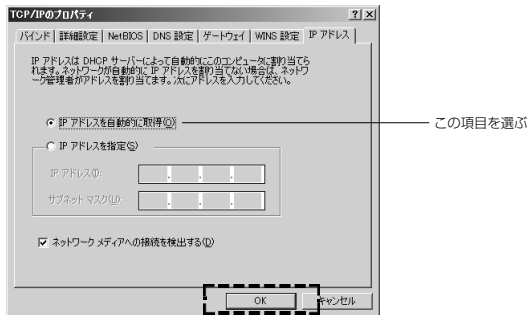 TCP/IPのプロパティ
バインド 詳細設定 NetBIOS DNS 設定 ゲートウェイ WINS 設定 IP アドレス
IP アドレスは DHCP サーバーによって自動的にこのコンピュータに割り当てら
れます。ネットワークが自動的に IP アドレスを割り当てない場合は、ネットワ
ーク管理者がアドレスを割り当てます。次にアドレスを入力してください。
IP アドレスを自動的に取得(O)
この項目を選ぶ
IP アドレスを指定(S)
IP アドレス(I):
サブネット マスク(U):
ネットワーク メディアへの接続を検出する(D)
OK キャンセル